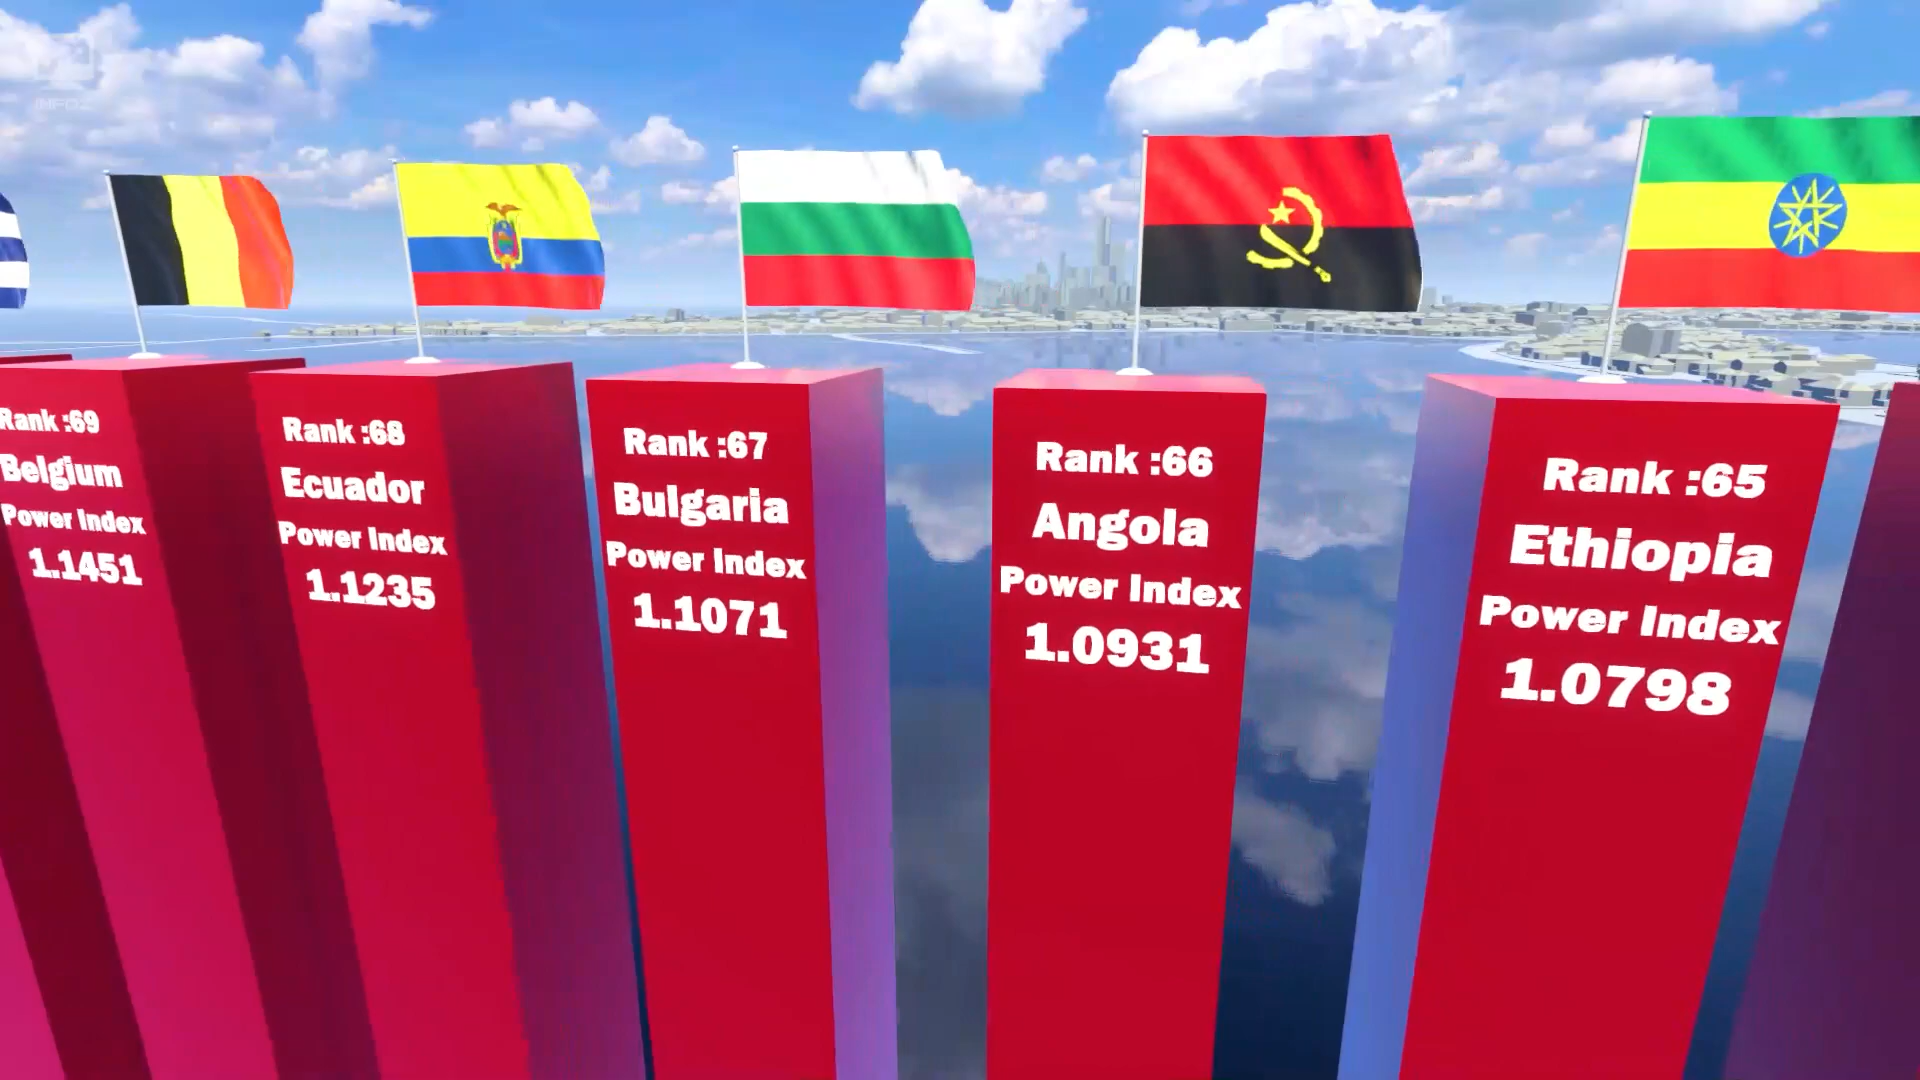 INFOZ
Rank :69
Belgium
Power Index
1.1451
Rank :68
Ecuador
Power Index
1.1235
Rank :67
Bulgaria
Power Index
1.1071
Rank :66
Angola
Power Index
1.0931
Rank :65
Ethiopia
Power Index
1.0798